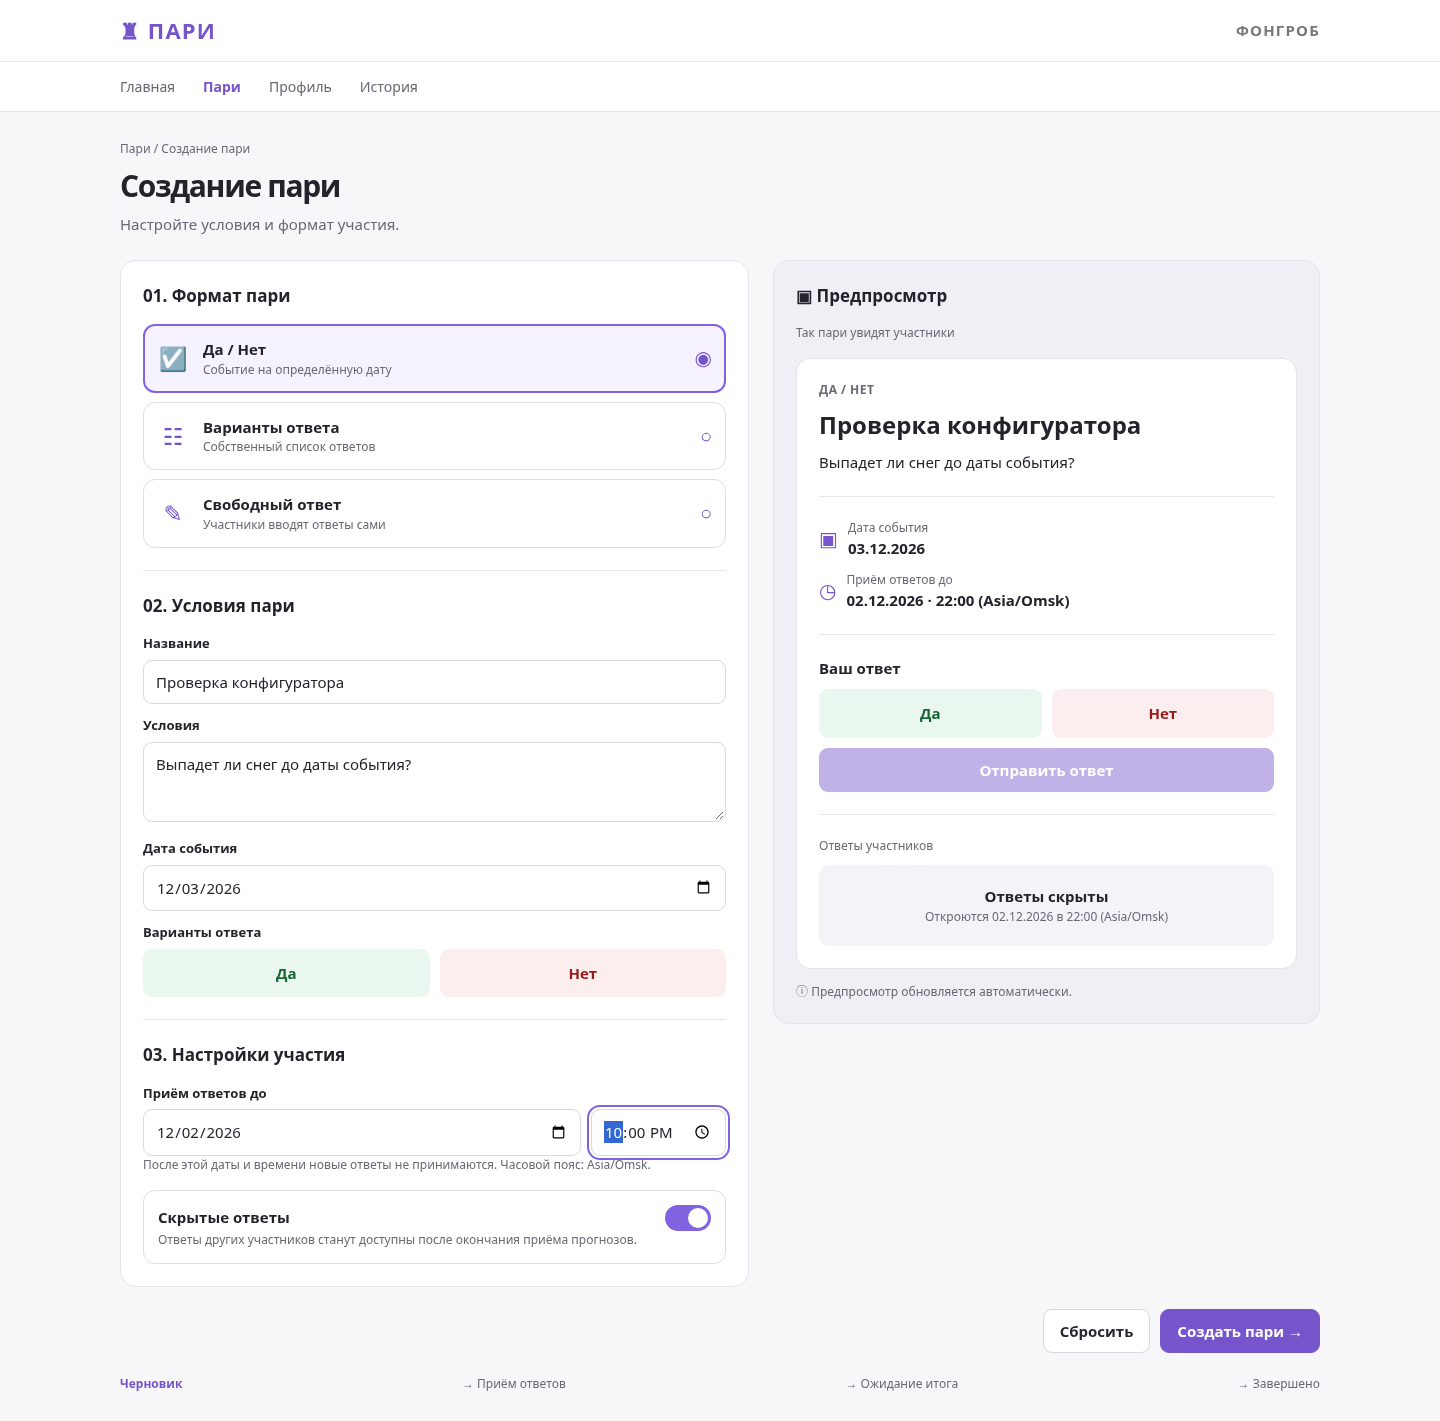 ПАРИ
ФОНГРОБ
Главная Пари Профиль История
Пари / Создание пари
Создание пари
Настройте условия и формат участия.
01. Формат пари
Да / Нет
Событие на определённую дату
Варианты ответа
Собственный список ответов
Свободный ответ
Участники вводят ответы сами
02. Условия пари
Название
Проверка конфигуратора
Условия
Выпадет ли снег до даты события?
Дата события
12/03/2026
Варианты ответа
Да Нет
03. Настройки участия
Приём ответов до
12/02/2026 10:00 PM
После этой даты и времени новые ответы не принимаются. Часовой пояс: Asia/Omsk.
Скрытые ответы
Ответы других участников станут доступны после окончания приёма прогнозов.
Предпросмотр
Так пари увидят участники
ДА / НЕТ
Проверка конфигуратора
Выпадет ли снег до даты события?
Дата события
03.12.2026
Приём ответов до
02.12.2026 · 22:00 (Asia/Omsk)
Ваш ответ
Да Нет
Отправить ответ
Ответы участников
Ответы скрыты
Откроются 02.12.2026 в 22:00 (Asia/Omsk)
ⓘ Предпросмотр обновляется автоматически.
Сбросить Создать пари →
Черновик → Приём ответов → Ожидание итога → Завершено